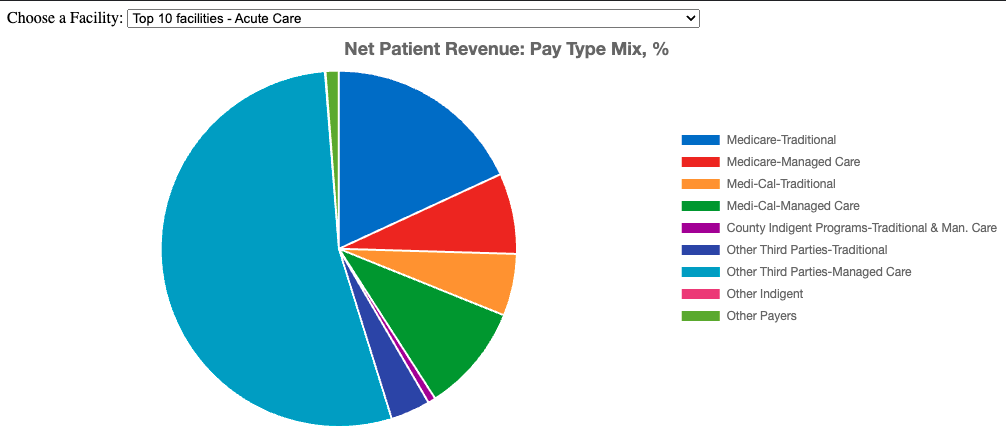 Choose a Facility: Top 10 facilities - Acute Care
Net Patient Revenue: Pay Type Mix, %
Medicare-Traditional
Medicare-Managed Care
Medi-Cal-Traditional
Medi-Cal-Managed Care
County Indigent Programs-Traditional & Man. Care
Other Third Parties-Traditional
Other Third Parties-Managed Care
Other Indigent
Other Payers